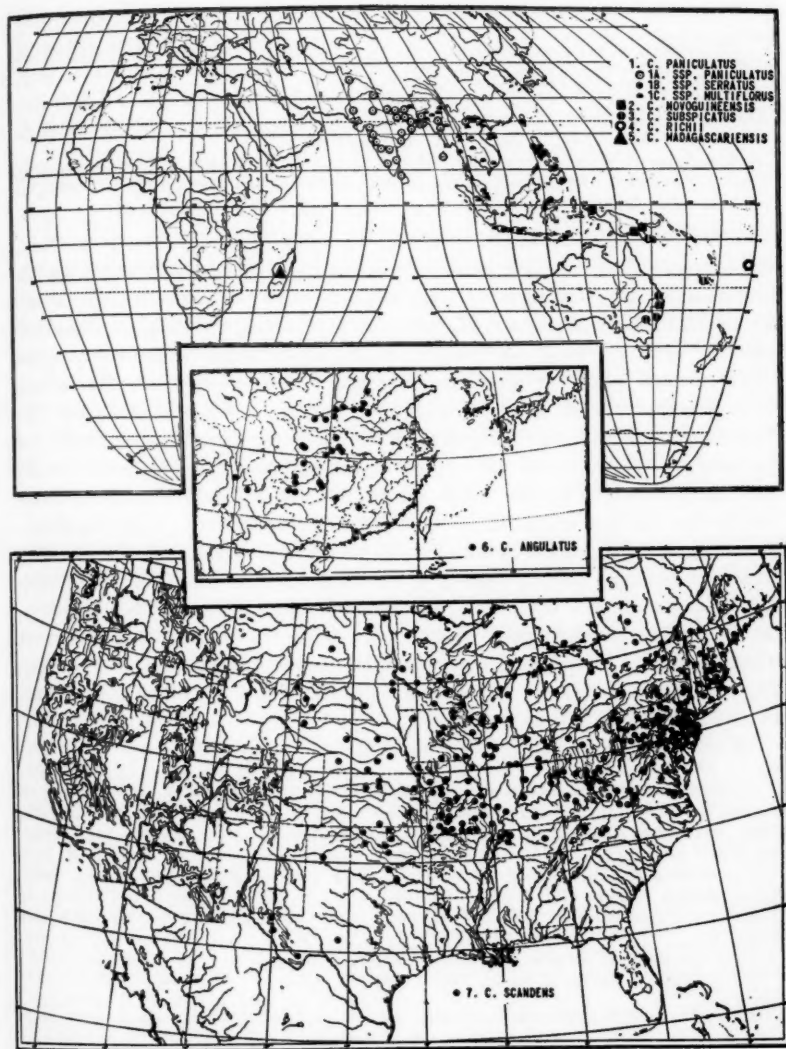 1. C. PANICULATUS
1A. SSP. PANICULATUS
1B. SSP. SERRATUS
1C. SSP. MULTIFLORUS
2. C. NOVOGUINEENSIS
3. C. SUBSPICATUS
4. C. RICHII
5. C. MADAGASCARIENSIS
6. C. ANGULATUS
7. C. SCANDENS